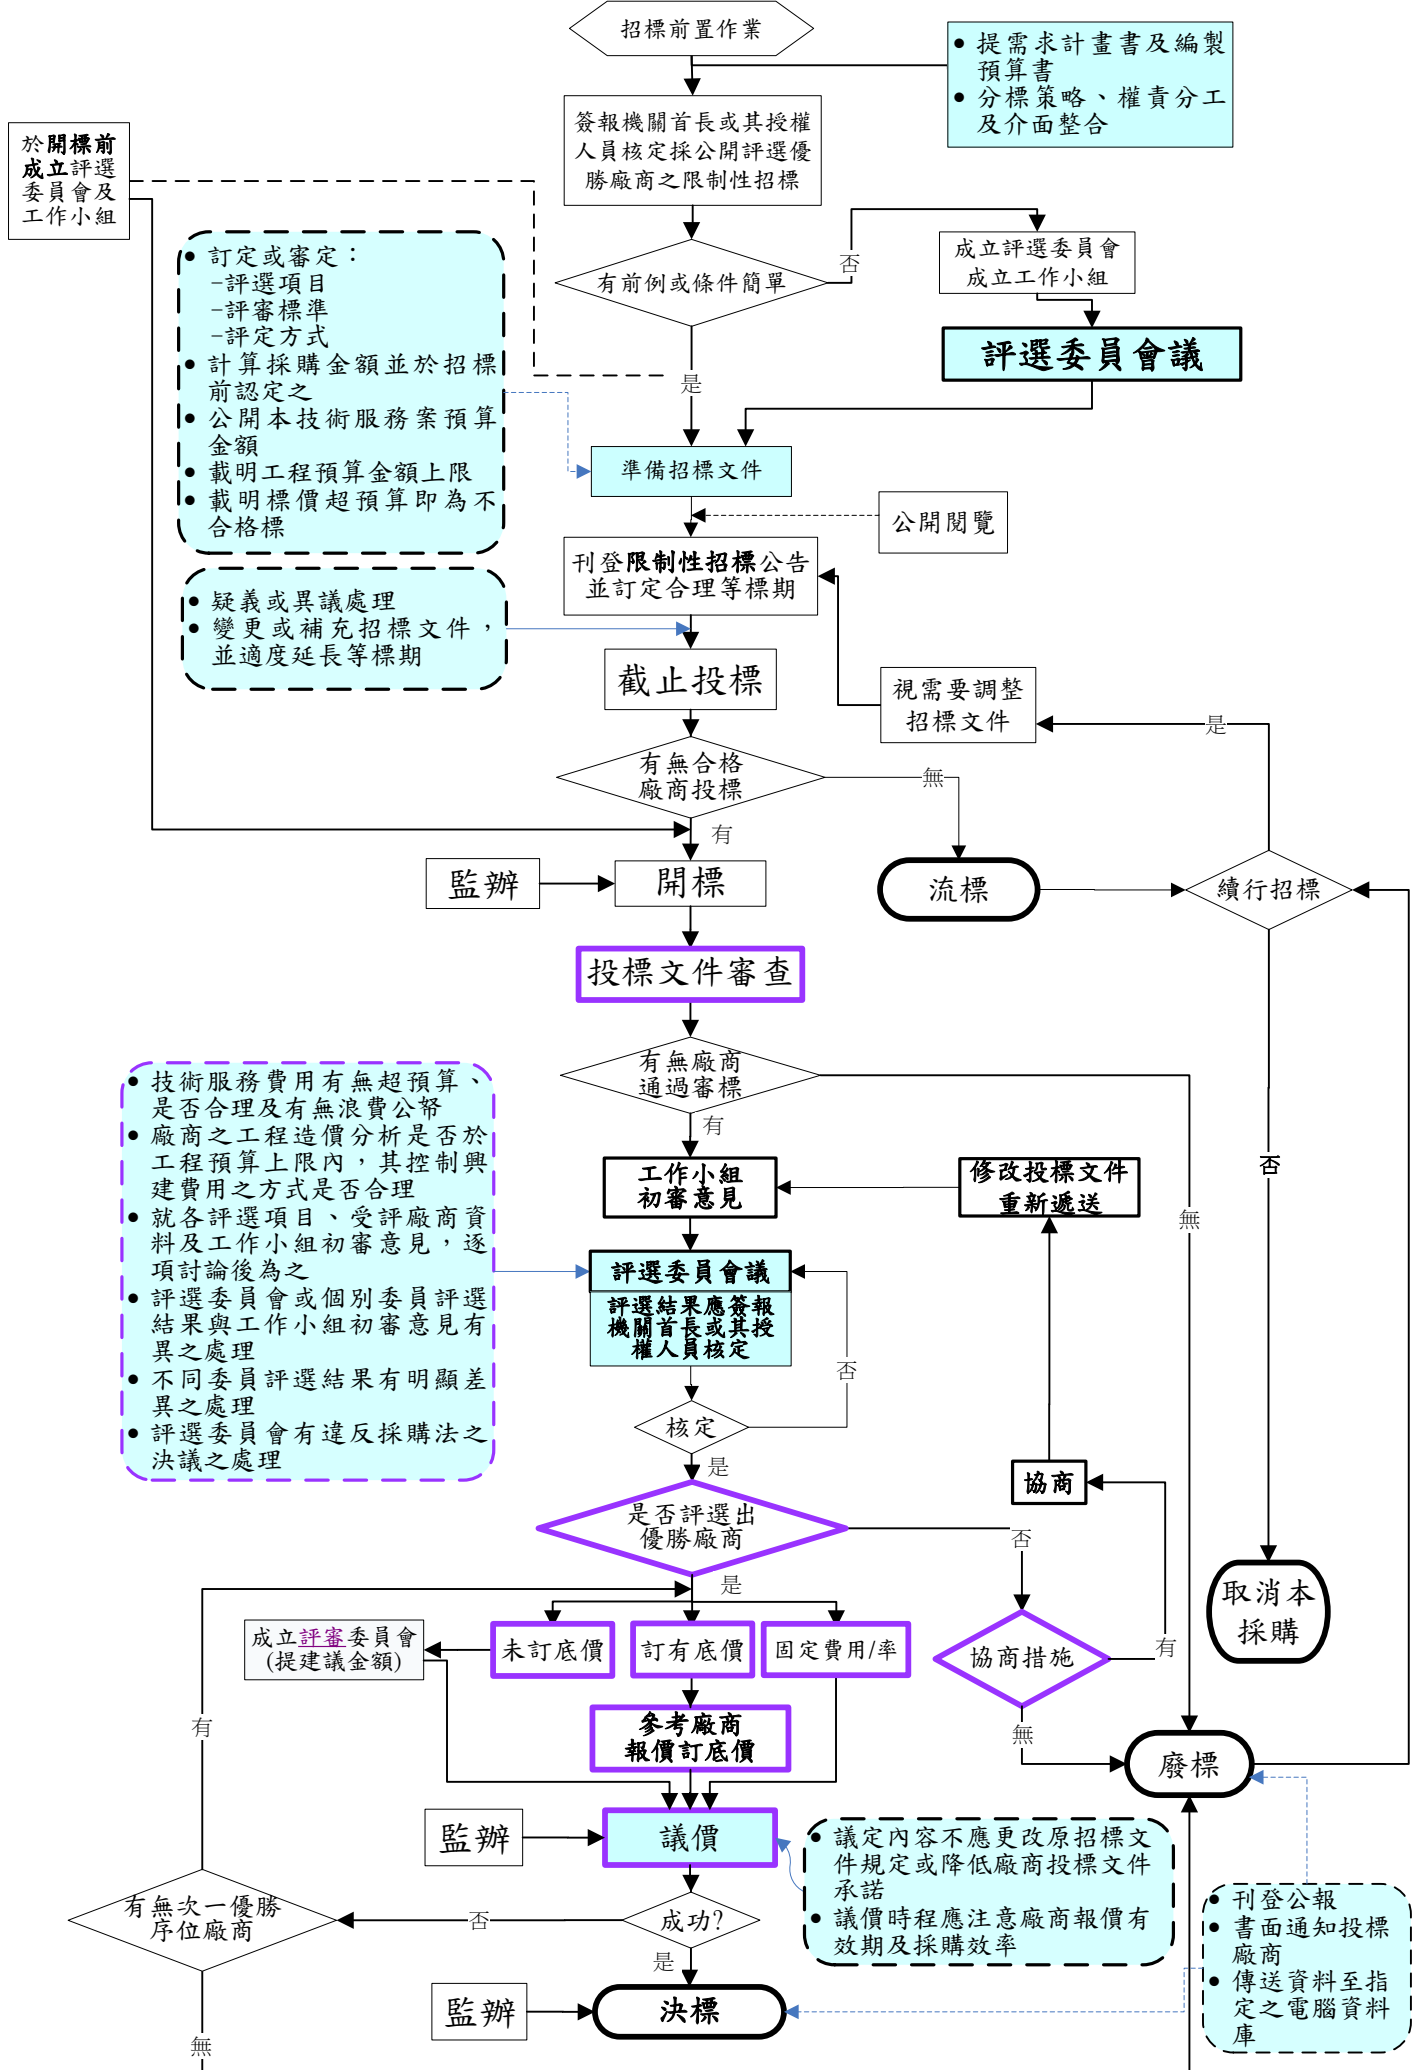 招標前置作業
• 提需求計畫書及編製
預算書
• 分標策略、權責分工
及介面整合
簽報機關首長或其授權
人員核定採公開評選優
勝廠商之限制性招標
於開標前
成立評選
委員會及
工作小組
有前例或條件簡單
否
成立評選委員會
成立工作小組
評選委員會議
是
• 訂定或審定：
-評選項目
-評審標準
-評定方式
• 計算採購金額並於招標
前認定之
• 公開本技術服務案預算
金額
• 載明工程預算金額上限
• 載明標價超預算即為不
合格標
準備招標文件
公開閱覽
刊登限制性招標公告
並訂定合理等標期
• 疑義或異議處理
• 變更或補充招標文件，
並適度延長等標期
截止投標
視需要調整
招標文件
是
有無合格
廠商投標
無
有
監辦
開標
流標
續行招標
投標文件審查
有無廠商
通過審標
有
無
否
• 技術服務費用有無超預算、
是否合理及有無浪費公帑
• 廠商之工程造價分析是否於
工程預算上限內，其控制興
建費用之方式是否合理
• 就各評選項目、受評廠商資
料及工作小組初審意見，逐
項討論後為之
• 評選委員會或個別委員評選
結果與工作小組初審意見有
異之處理
• 不同委員評選結果有明顯差
異之處理
• 評選委員會有違反採購法之
決議之處理
工作小組
初審意見
修改投標文件
重新遞送
評選委員會議
評選結果應簽報
機關首長或其授
權人員核定
否
核定
是
協商
是否評選出
優勝廠商
否
是
取消本
採購
成立評審委員會
(提建議金額)
未訂底價
訂有底價
固定費用/率
協商措施
有
無
參考廠商
報價訂底價
有
廢標
監辦
議價
• 議定內容不應更改原招標文
件規定或降低廠商投標文件
承諾
• 議價時程應注意廠商報價有
效期及採購效率
有無次一優勝
序位廠商
否
成功?
是
• 刊登公報
• 書面通知投標
廠商
• 傳送資料至指
定之電腦資料
庫
監辦
決標
無